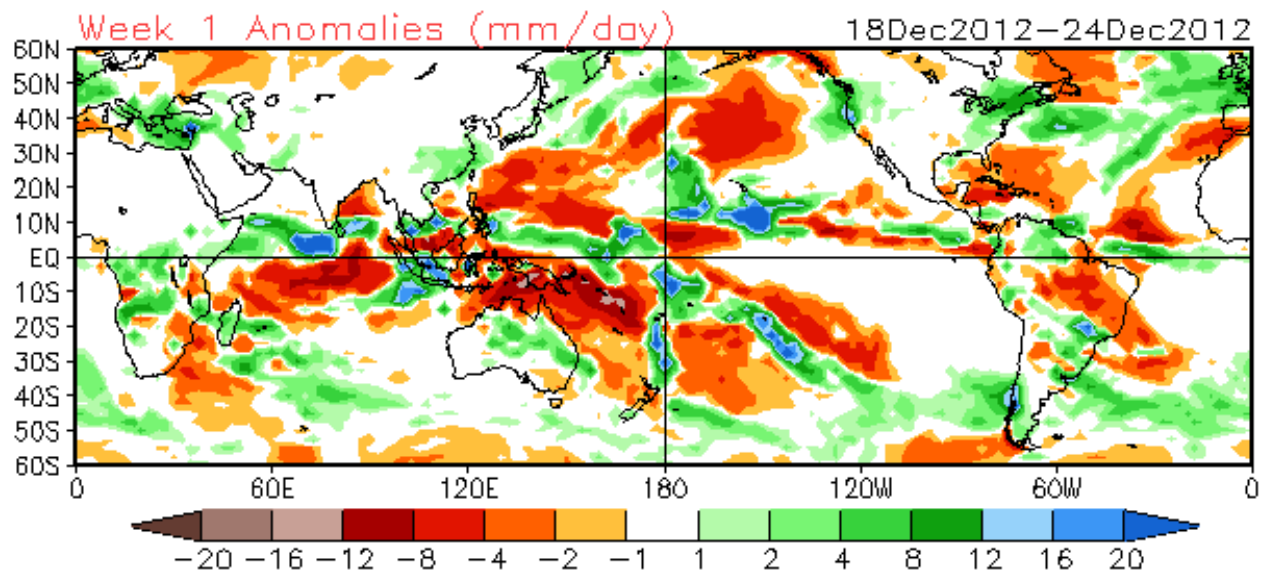 Week 1 Anomalies (mm/day) 18Dec2012-24Dec2012
60N
50N
40N
30N
20N
10N
EQ
10S
20S
30S
40S
50S
60S
0 60E 120E 180 120W 60W 0
-20 -16 -12 -8 -4 -2 -1 1 2 4 8 12 16 20